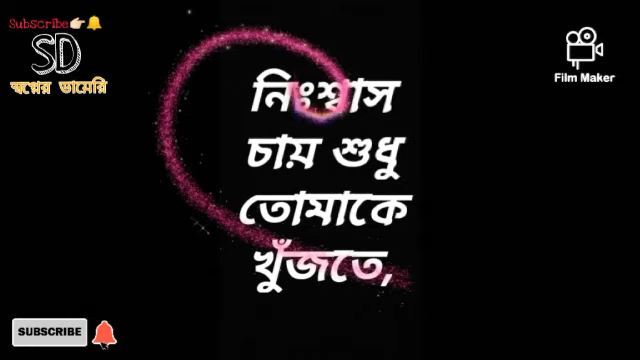 Subscribe👉🏻🔔
SD
স্বপ্নের ডায়েরি
Film Maker
নিঃশ্বাস
চায় শুধু
তোমাকে
খুঁজতে,
SUBSCRIBE